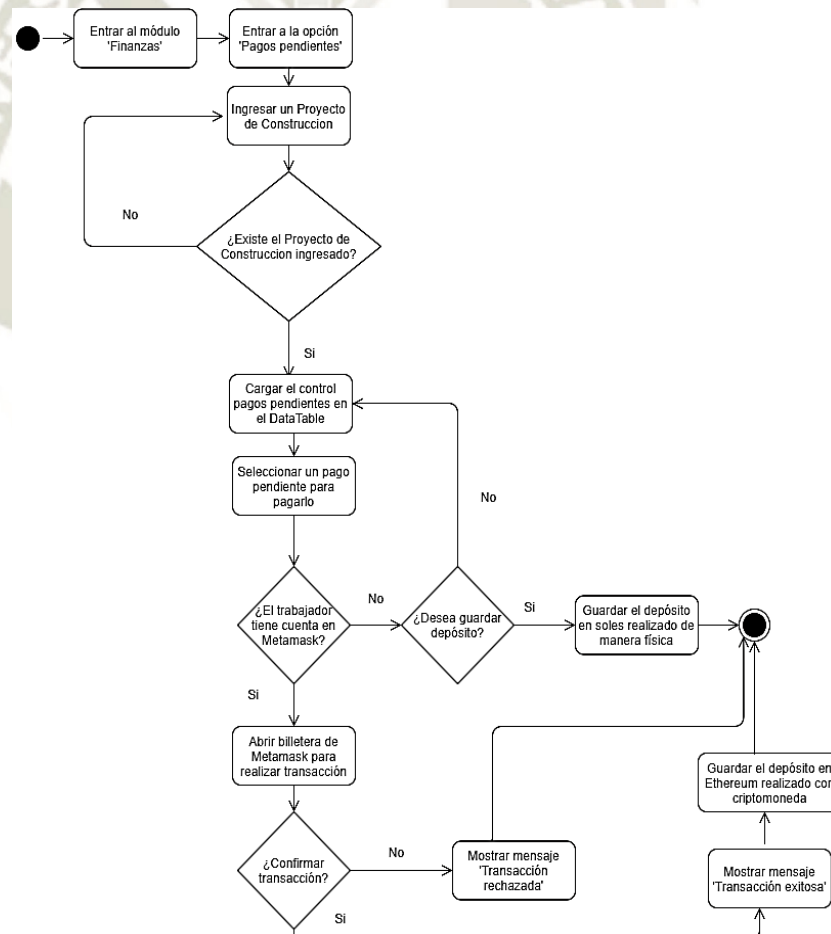 Entrar al módulo
'Finanzas'
Entrar a la opción
'Pagos pendientes'
Ingresar un Proyecto
de Construccion
No
¿Existe el Proyecto de
Construccion ingresado?
Si
Cargar el control
pagos pendientes en
el DataTable
Seleccionar un pago
pendiente para
pagarlo
No
¿El trabajador
tiene cuenta en
Metamask?
No
¿Desea guardar
depósito?
Si
Guardar el depósito
en soles realizado de
manera física
Si
Abrir billetera de
Metamask para
realizar transacción
Guardar el depósito en
Ethereum realizado con
criptomoneda
¿Confirmar
transacción?
No
Mostrar mensaje
'Transacción
rechazada'
Mostrar mensaje
'Transacción exitosa'
Si